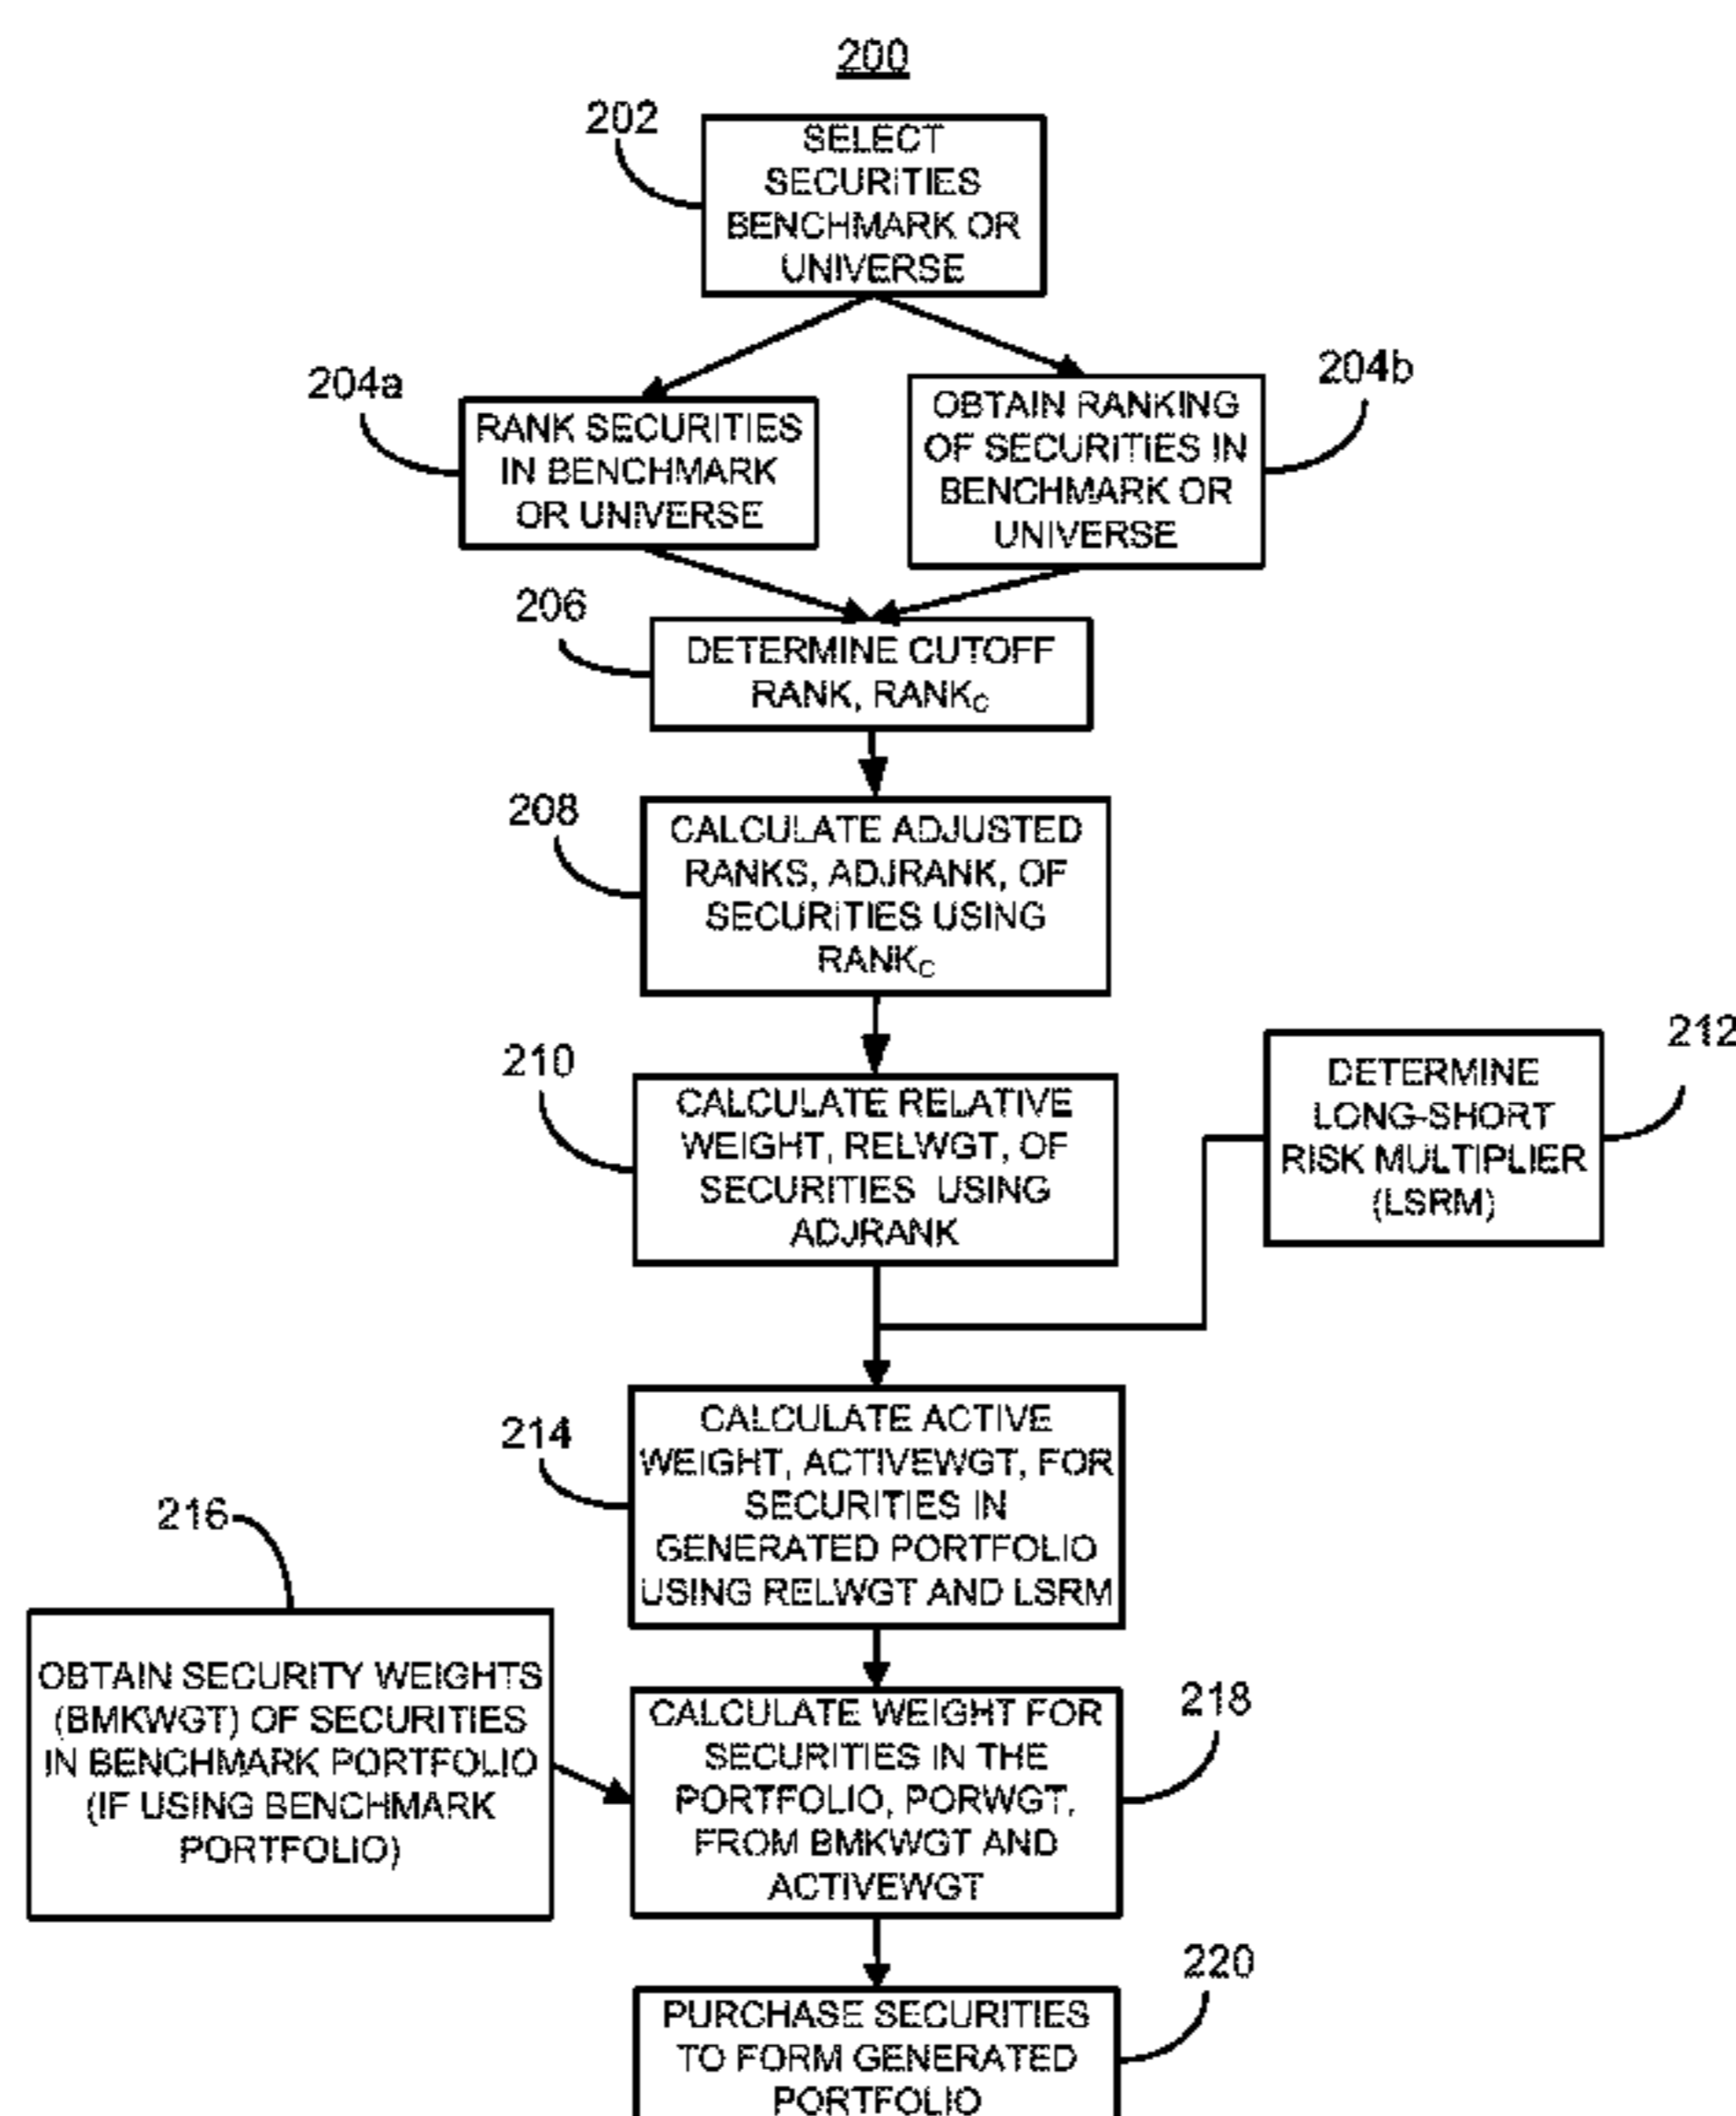 200
202
SELECT
SECURITIES
BENCHMARK OR
UNIVERSE
204a
RANK SECURITIES
IN BENCHMARK
OR UNIVERSE
204b
OBTAIN RANKING
OF SECURITIES IN
BENCHMARK OR
UNIVERSE
206
DETERMINE CUTOFF
RANK, RANKC
208
CALCULATE ADJUSTED
RANKS, ADJRANK, OF
SECURITIES USING
RANKC
210
CALCULATE RELATIVE
WEIGHT, RELWGT, OF
SECURITIES USING
ADJRANK
212
DETERMINE
LONG-SHORT
RISK MULTIPLIER
(LSRM)
214
CALCULATE ACTIVE
WEIGHT, ACTIVEWGT, FOR
SECURITIES IN
GENERATED PORTFOLIO
USING RELWGT AND LSRM
216
OBTAIN SECURITY WEIGHTS
(BMKWGT) OF SECURITIES
IN BENCHMARK PORTFOLIO
(IF USING BENCHMARK
PORTFOLIO)
218
CALCULATE WEIGHT FOR
SECURITIES IN THE
PORTFOLIO, PORWGT,
FROM BMKWGT AND
ACTIVEWGT
220
PURCHASE SECURITIES
TO FORM GENERATED
PORTFOLIO